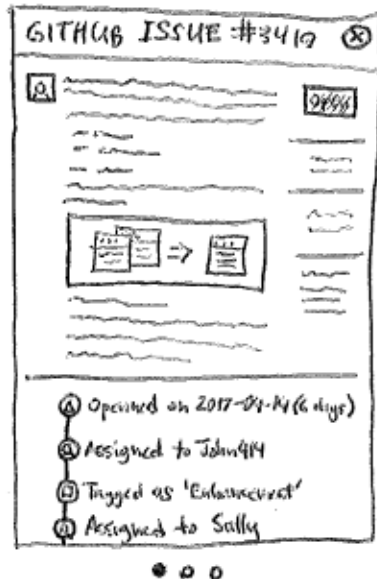 GITHUB ISSUE #3419
Opened on 2017-04-14 (6 days)
Assigned to John414
Tagged as 'Enhancement'
Assigned to Sally